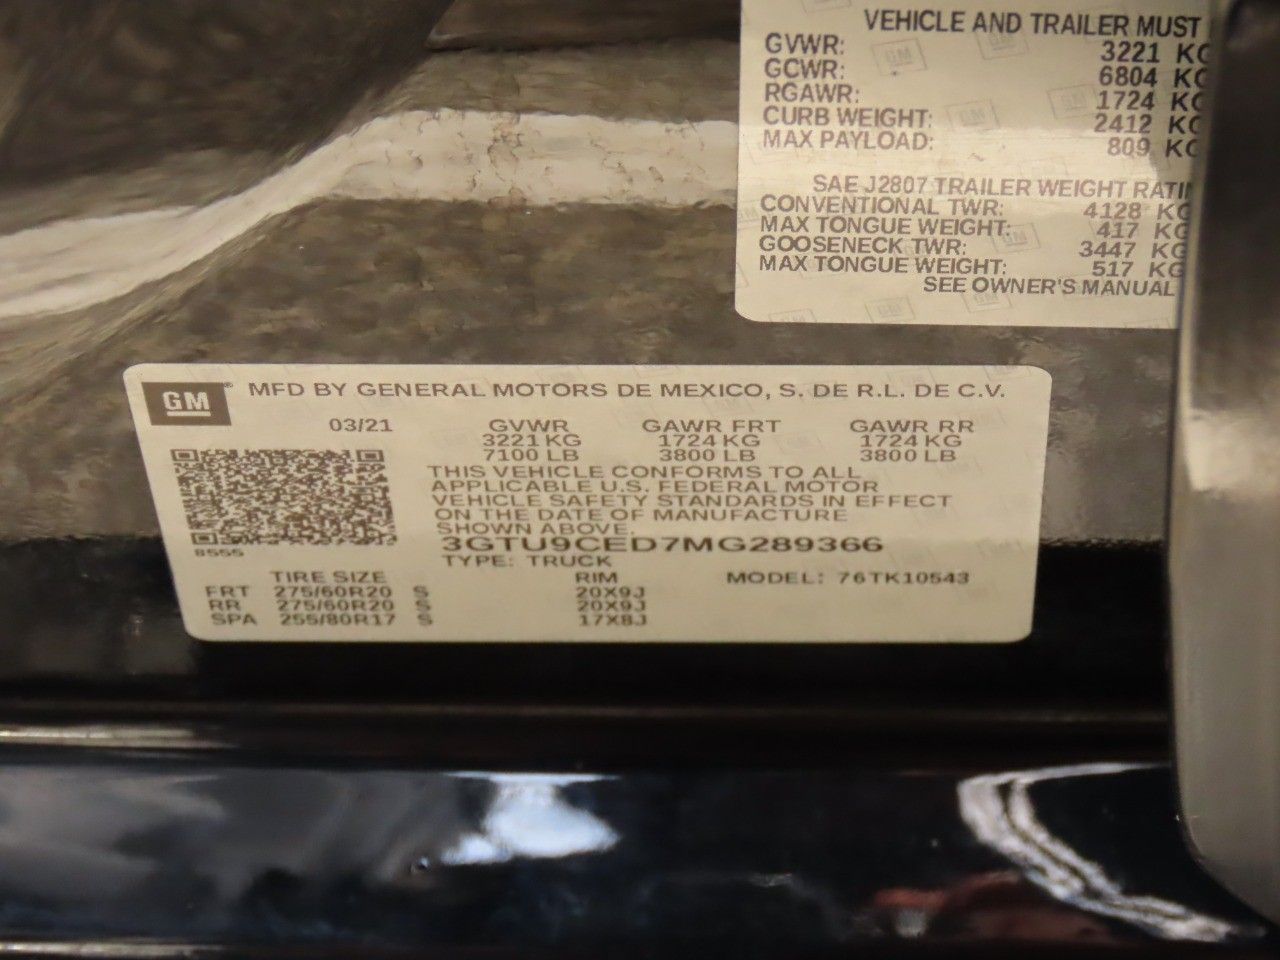 VEHICLE AND TRAILER MUST
GVWR: 3221 KG
GCWR: 6804 KG
RGAWR: 1724 KG
CURB WEIGHT: 2412 KG
MAX PAYLOAD: 809 KG
SAE J2807 TRAILER WEIGHT RATIN
CONVENTIONAL TWR: 4128 KG
MAX TONGUE WEIGHT: 417 KG
GOOSENECK TWR: 3447 KG
MAX TONGUE WEIGHT: 517 KG
SEE OWNER'S MANUAL
GM MFD BY GENERAL MOTORS DE MEXICO, S. DE R.L. DE C.V.
03/21 GVWR GAWR FRT GAWR RR
3221 KG 1724 KG 1724 KG
7100 LB 3800 LB 3800 LB
THIS VEHICLE CONFORMS TO ALL
APPLICABLE U.S. FEDERAL MOTOR
VEHICLE SAFETY STANDARDS IN EFFECT
ON THE DATE OF MANUFACTURE
SHOWN ABOVE.
8555 3GTU9CED7MG289366
TYPE: TRUCK
TIRE SIZE RIM MODEL: 76TK10543
FRT 275/60R20 S 20X9J
RR 275/60R20 S 20X9J
SPA 255/80R17 S 17X8J